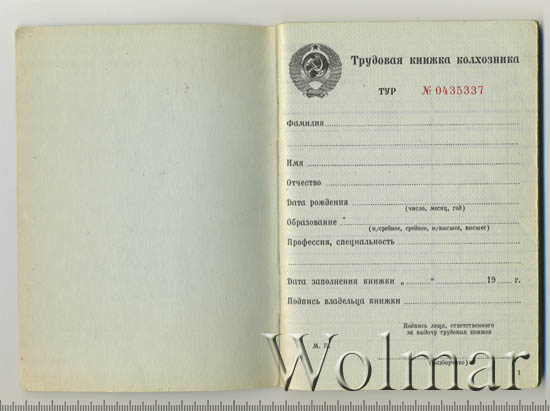 Трудовая книжка колхозника
ТУР № 0435337
Фамилия
Имя
Отчество
Дата рождения
(число, месяц, год)
Образование
(н/среднее, среднее, н/высшее, высшее)
Профессия, специальность
Дата заполнения книжки „ “ 19 г.
Подпись владельца книжки
Подпись лица, ответственного
за выдачу трудовых книжек
М. П.
(разборчиво)
Wolmar
1